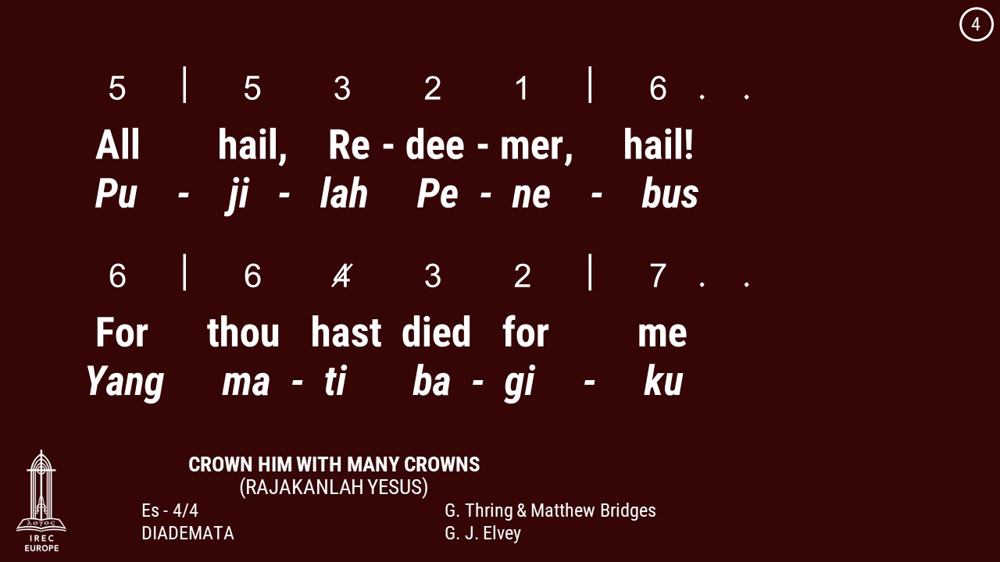 4
5 | 5 3 2 1 | 6 . .
All hail, Re - dee - mer, hail!
Pu - ji - lah Pe - ne - bus
6 | 6 4̸ 3 2 | 7 . .
For thou hast died for me
Yang ma - ti ba - gi - ku
CROWN HIM WITH MANY CROWNS
(RAJAKANLAH YESUS)
Es - 4/4 G. Thring & Matthew Bridges
DIADEMATA G. J. Elvey
λογος
IREC
EUROPE